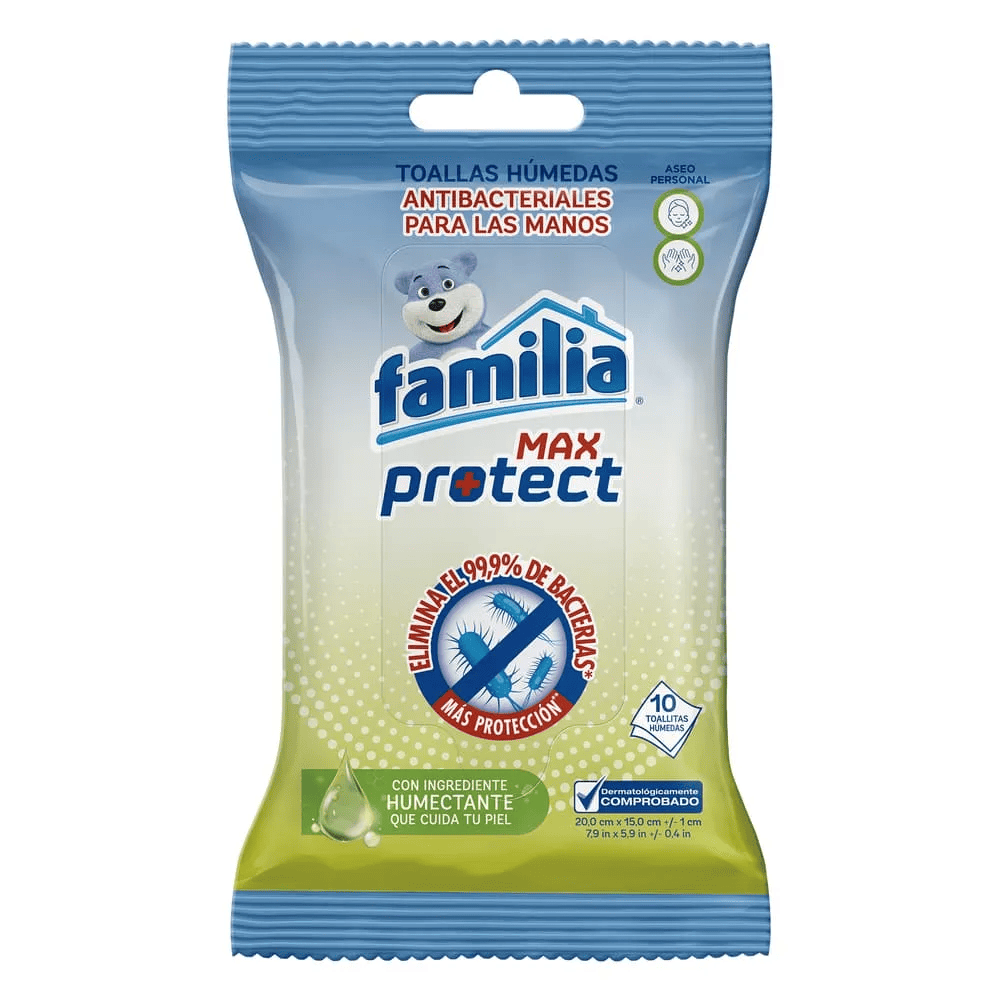 TOALLAS HÚMEDAS
ANTIBACTERIALES
PARA LAS MANOS
ASEO
PERSONAL
familia®
MAX
protect
ELIMINA EL 99,9% DE BACTERIAS*
MÁS PROTECCIÓN**
10
TOALLITAS
HÚMEDAS
CON INGREDIENTE
HUMECTANTE
QUE CUIDA TU PIEL
Dermatológicamente
COMPROBADO
20,0 cm x 15,0 cm +/- 1 cm
7,9 in x 5,9 in +/- 0,4 in